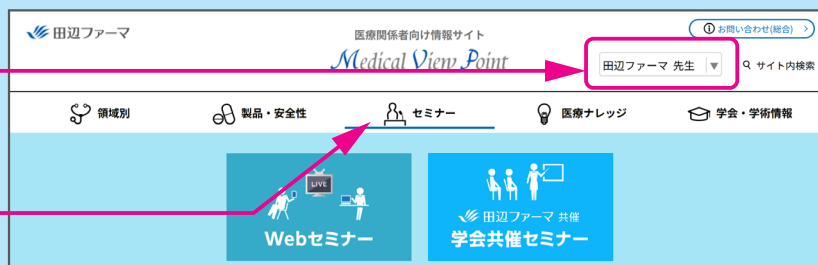 田辺ファーマ
医療関係者向け情報サイト
Medical View Point
お問い合わせ(総合)
田辺ファーマ 先生
サイト内検索
領域別
製品・安全性
セミナー
医療ナレッジ
学会・学術情報
LIVE
Webセミナー
田辺ファーマ 共催
学会共催セミナー